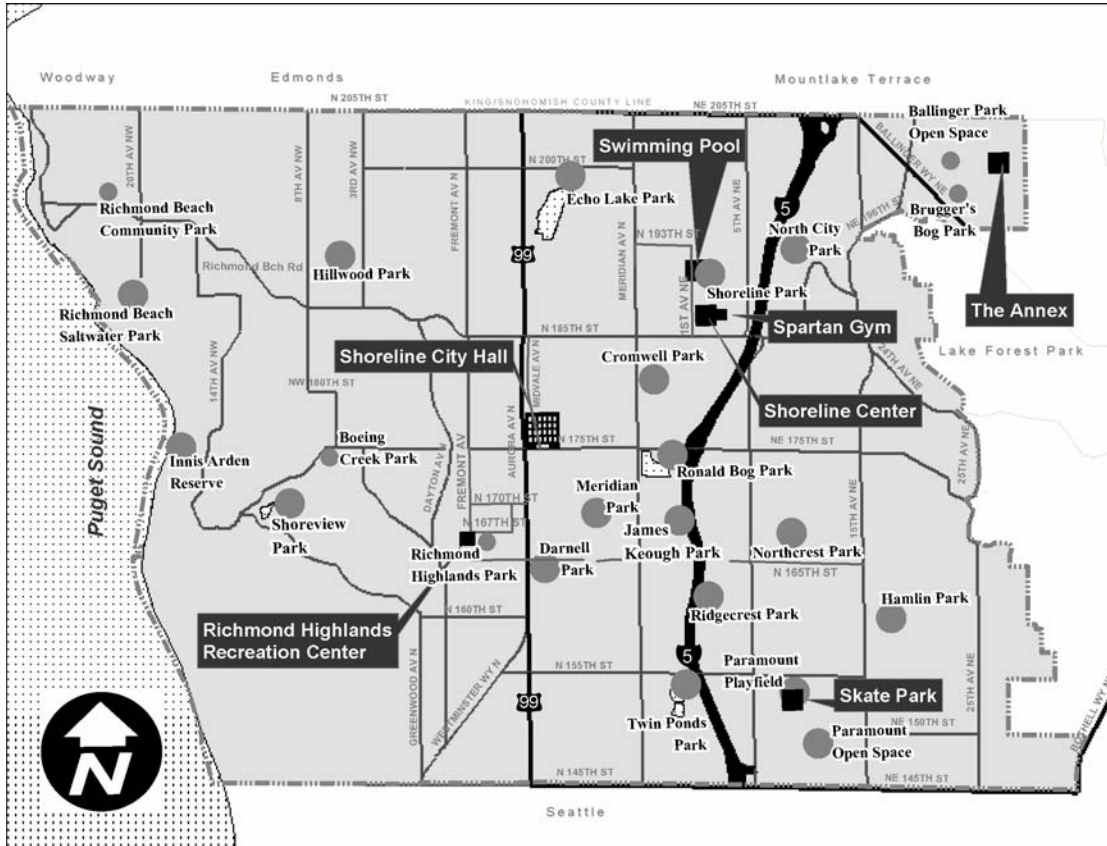 Woodway
Edmonds
Mountlake Terrace
N 205TH ST
KING/SNOHOMISH COUNTY LINE
NE 205TH ST
Ballinger Park
Open Space
BALLINGER WY NE
Swimming Pool
20TH AV NW
8TH AV NW
3RD AV NW
FREMONT AV N
N 200TH ST
Echo Lake Park
MERIDIAN AV N
5TH AV NE
5
Richmond Beach
Community Park
NE 196TH ST
Brugger's
Bog Park
North City
Park
N 193TH ST
99
Richmond Bch Rd
Hillwood Park
Shoreline Park
1ST AV NE
The Annex
Richmond Beach
Saltwater Park
Spartan Gym
N 185TH ST
Lake Forest Park
Shoreline City Hall
MIDVALE AV N
Cromwell Park
24TH AV NE
14TH AV NW
NW 180TH ST
Shoreline Center
Puget Sound
Boeing
Creek Park
N 175TH ST
NE 175TH ST
Innis Arden
Reserve
DAYTON AV N
FREMONT AV
AURORA AV N
Ronald Bog Park
25TH AV NE
15TH AV NE
Meridian
Park
N 170TH ST
Shoreview
Park
N 167TH ST
James
Keough Park
Northcrest Park
Richmond
Highlands Park
Darnell
Park
N 165TH ST
Hamlin Park
N 160TH ST
Ridgecrest Park
Richmond Highlands
Recreation Center
5
N 155TH ST
Paramount
Playfield
Skate Park
GREENWOOD AV N
WESTMINSTER WY N
99
25TH AV NE
Twin Ponds
Park
NE 150TH ST
Paramount
Open Space
BOTHELL WY NE
N
N 145TH ST
NE 145TH ST
Seattle